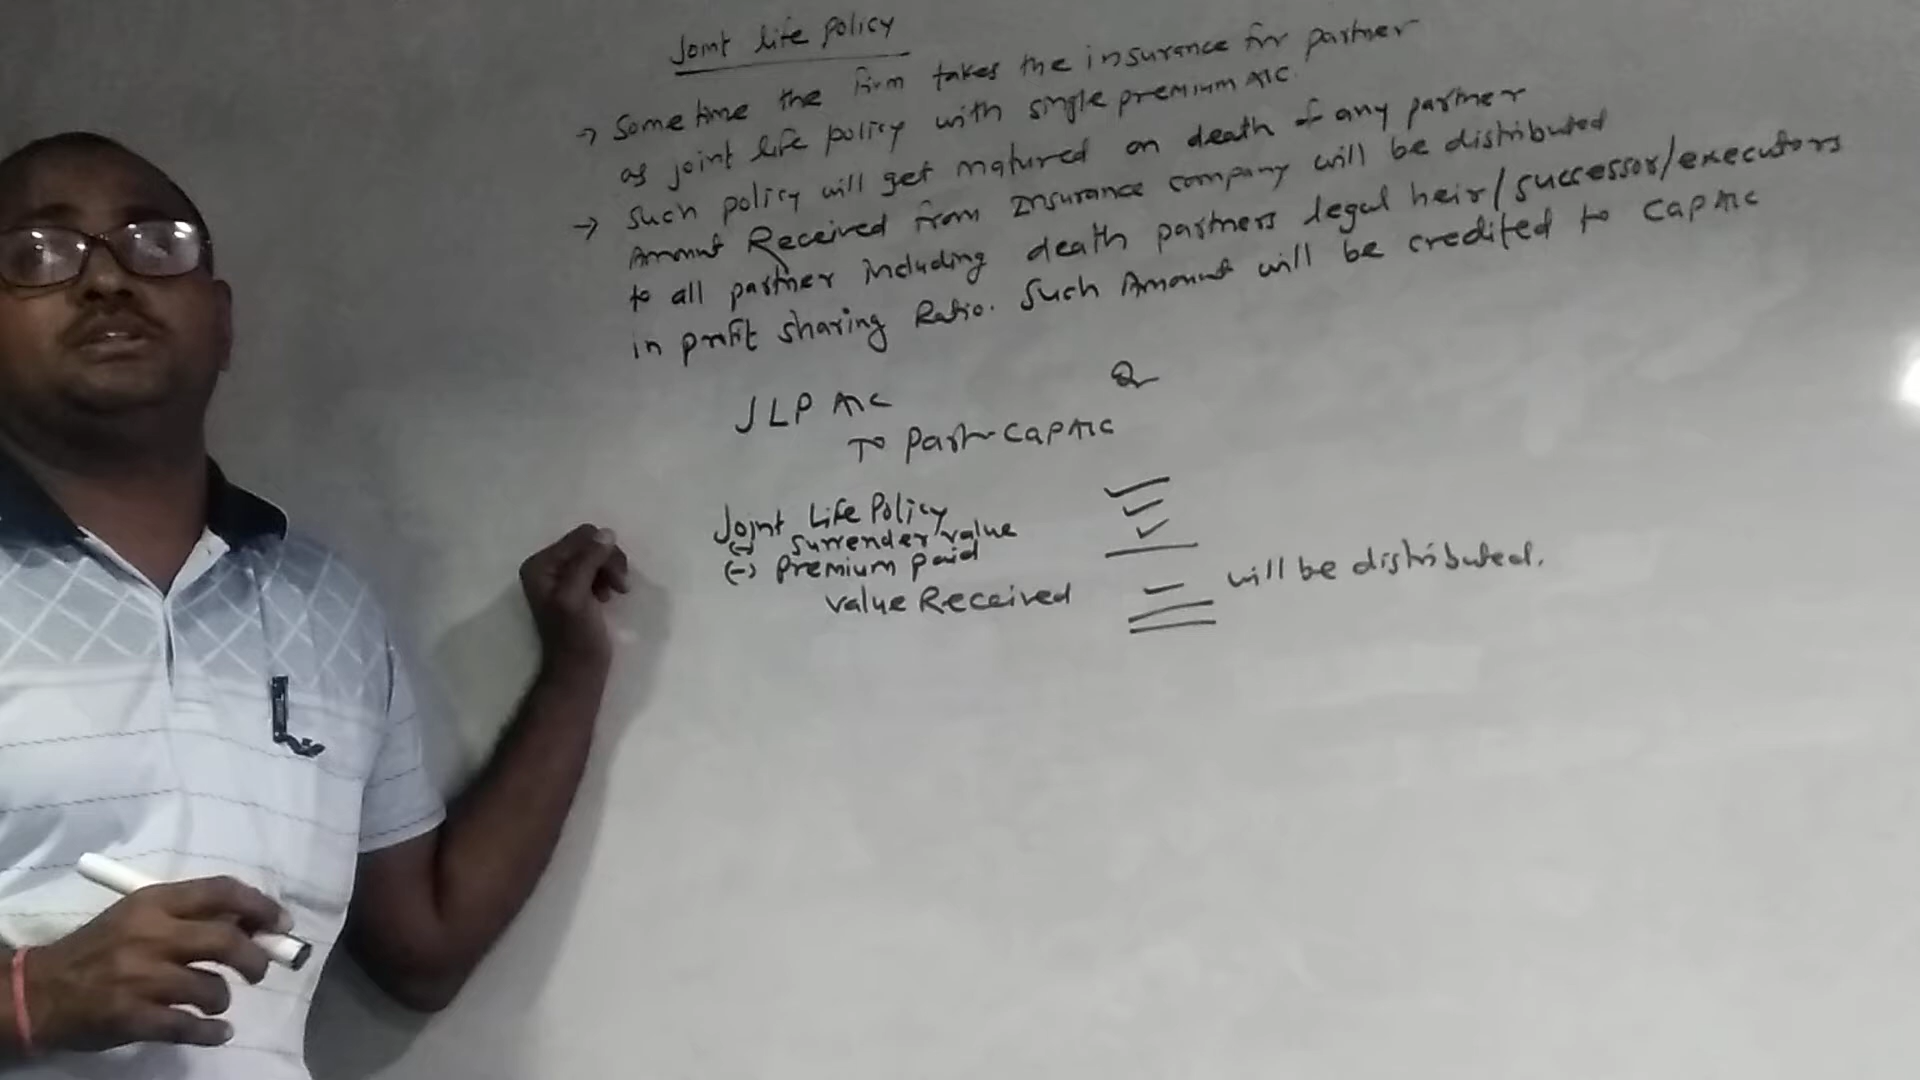 Joint life policy
→ Sometime the firm takes the insurance for partner
as joint life policy with single premium A/C.
→ Such policy will get matured on death of any partner
Amount Received from Insurance company will be distributed
to all partner including death partners legal heir/successor/executors
in profit sharing Ratio. Such Amount will be credited to Cap A/c
JLP A/c Dr
To Part Cap A/c
Joint Life Policy
(-) surrender value
(-) Premium paid
value Received will be distributed.